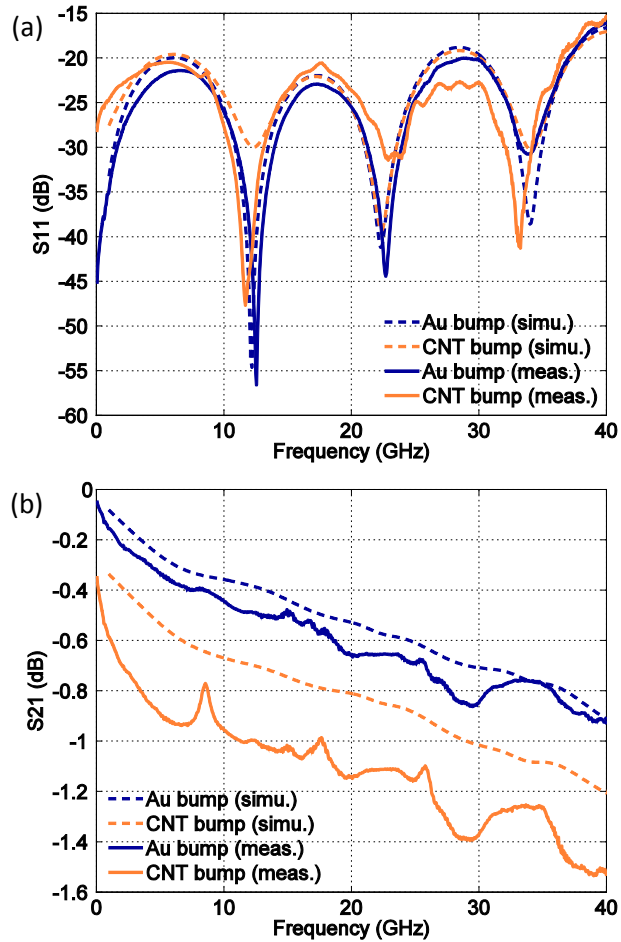 (a)
-15
-20
-25
-30
-35
-40
-45
-50
-55
-60
S11 (dB)
Au bump (simu.)
CNT bump (simu.)
Au bump (meas.)
CNT bump (meas.)
0 10 20 30 40
Frequency (GHz)
(b)
0
-0.2
-0.4
-0.6
-0.8
-1
-1.2
-1.4
-1.6
S21 (dB)
Au bump (simu.)
CNT bump (simu.)
Au bump (meas.)
CNT bump (meas.)
0 10 20 30 40
Frequency (GHz)